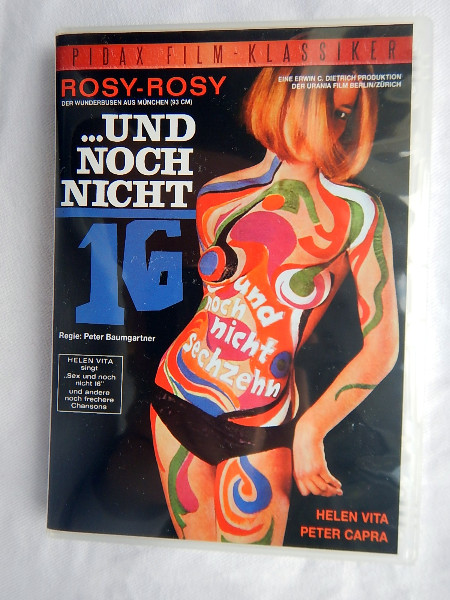 PIDAX FILM-KLASSIKER
ROSY-ROSY
DER WUNDERBUSEN AUS MÜNCHEN (93 CM)
EINE ERWIN C. DIETRICH PRODUKTION
DER URANIA FILM BERLIN/ZÜRICH
...UND
NOCH
NICHT
16
und
noch
nicht
sechzehn
Regie: Peter Baumgartner
HELEN VITA
singt
„Sex und noch
nicht 16"
und andere
noch frechere
Chansons
HELEN VITA
PETER CAPRA